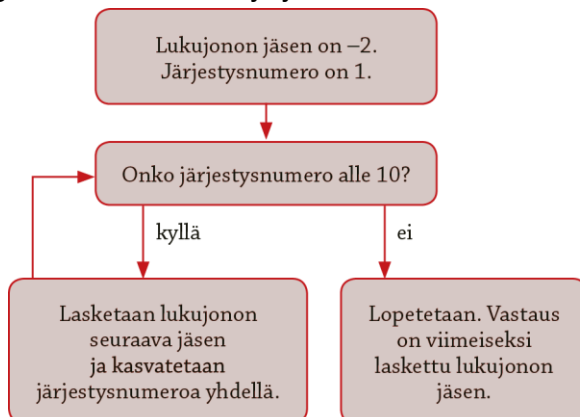 Lukujonon jäsen on –2.
Järjestysnumero on 1.
Onko järjestysnumero alle 10?
kyllä
ei
Lasketaan lukujonon
seuraava jäsen
ja kasvatetaan
järjestysnumeroa yhdellä.
Lopetetaan. Vastaus
on viimeiseksi
laskettu lukujonon
jäsen.